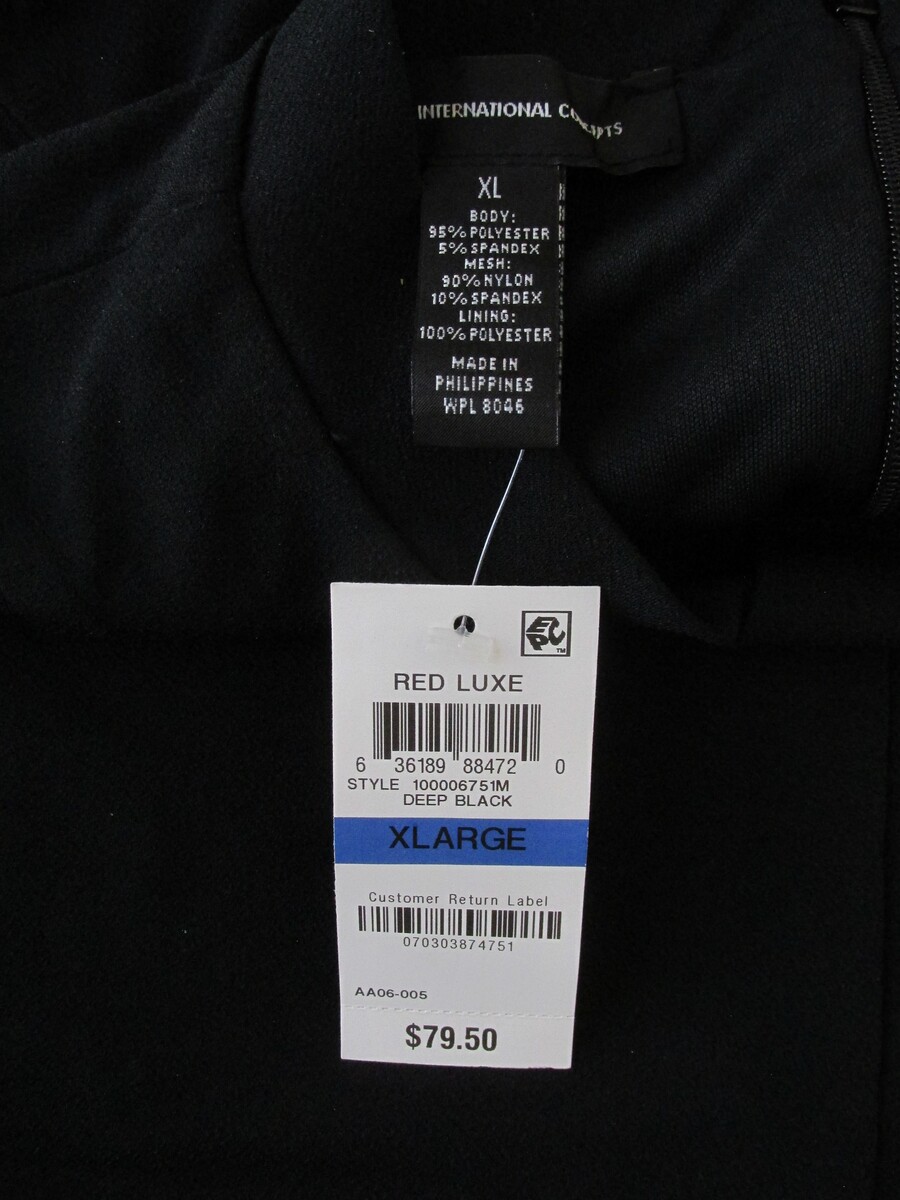 INTERNATIONAL CONCEPTS
XL
BODY:
95% POLYESTER
5% SPANDEX
MESH:
90% NYLON
10% SPANDEX
LINING:
100% POLYESTER
MADE IN
PHILIPPINES
WPL 8046
EPC TM
RED LUXE
6 36189 88472 0
STYLE 100006751M
DEEP BLACK
XLARGE
Customer Return Label
070303874751
AA06-005
$79.50